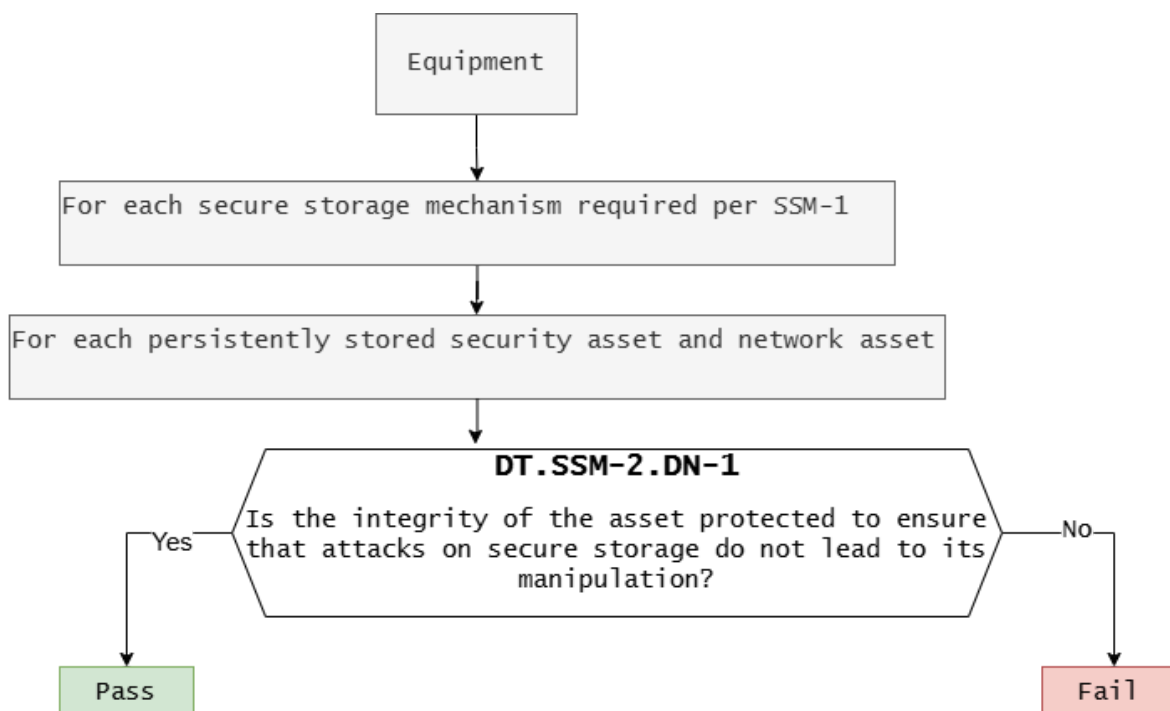 Equipment
For each secure storage mechanism required per SSM-1
For each persistently stored security asset and network asset
DT.SSM-2.DN-1
Is the integrity of the asset protected to ensure
that attacks on secure storage do not lead to its
manipulation?
Yes
No
Pass
Fail